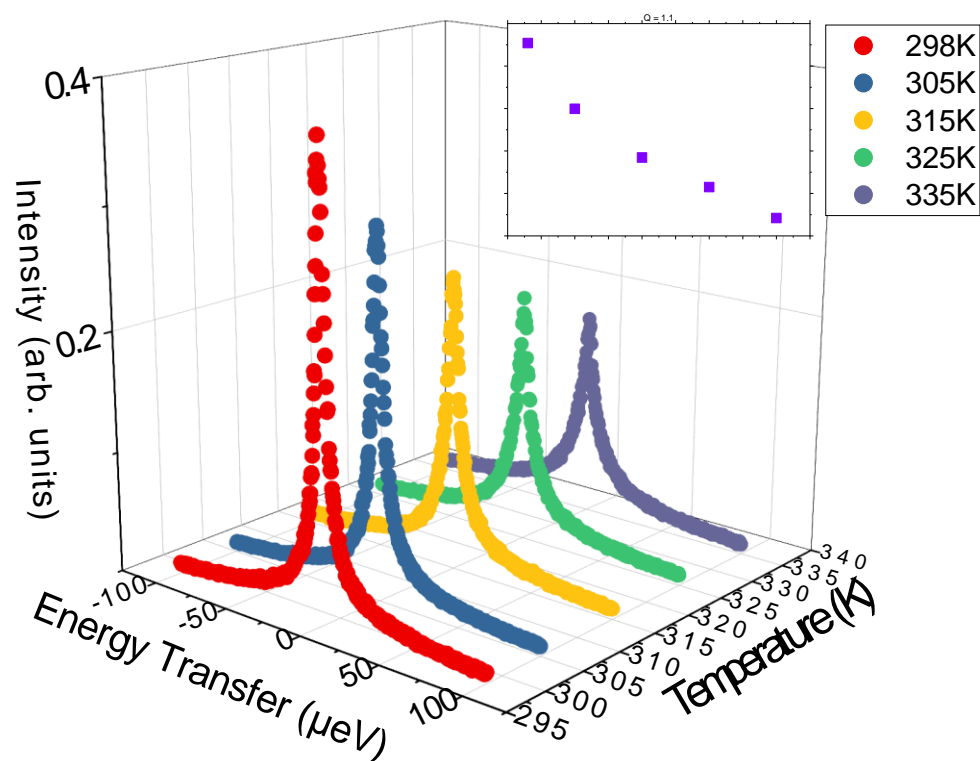 Q = 1.1
298K
305K
315K
325K
335K
0.4
0.2
Intensity (arb. units)
-100
-50
0
50
100
Energy Transfer (μeV)
295
300
305
310
315
320
325
330
335
340
Temperature (K)